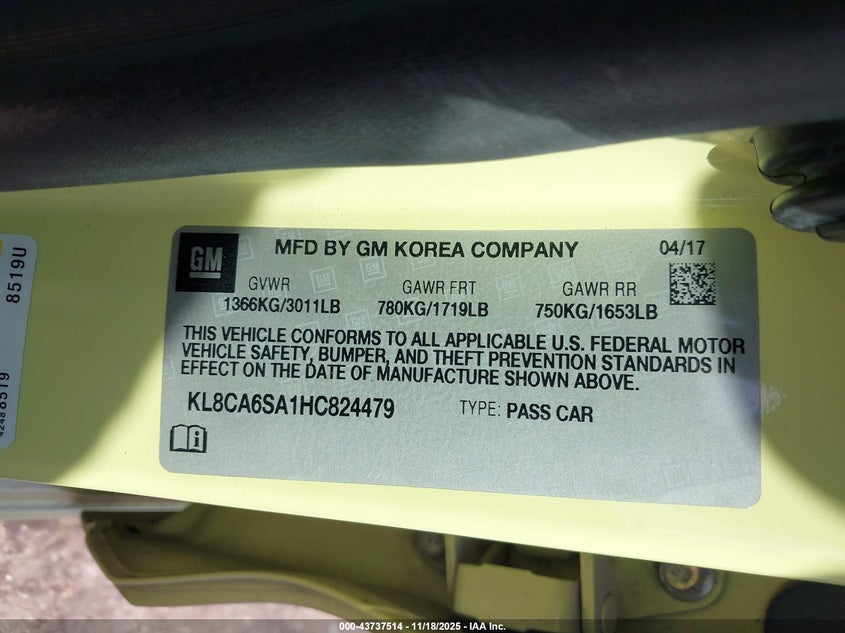 GM
MFD BY GM KOREA COMPANY
04/17
GVWR
GAWR FRT
GAWR RR
1366KG/3011LB
780KG/1719LB
750KG/1653LB
THIS VEHICLE CONFORMS TO ALL APPLICABLE U.S. FEDERAL MOTOR
VEHICLE SAFETY, BUMPER, AND THEFT PREVENTION STANDARDS IN
EFFECT ON THE DATE OF MANUFACTURE SHOWN ABOVE.
KL8CA6SA1HC824479
TYPE: PASS CAR
8519U
42488519
000-43737514 - 11/18/2025 - IAA Inc.